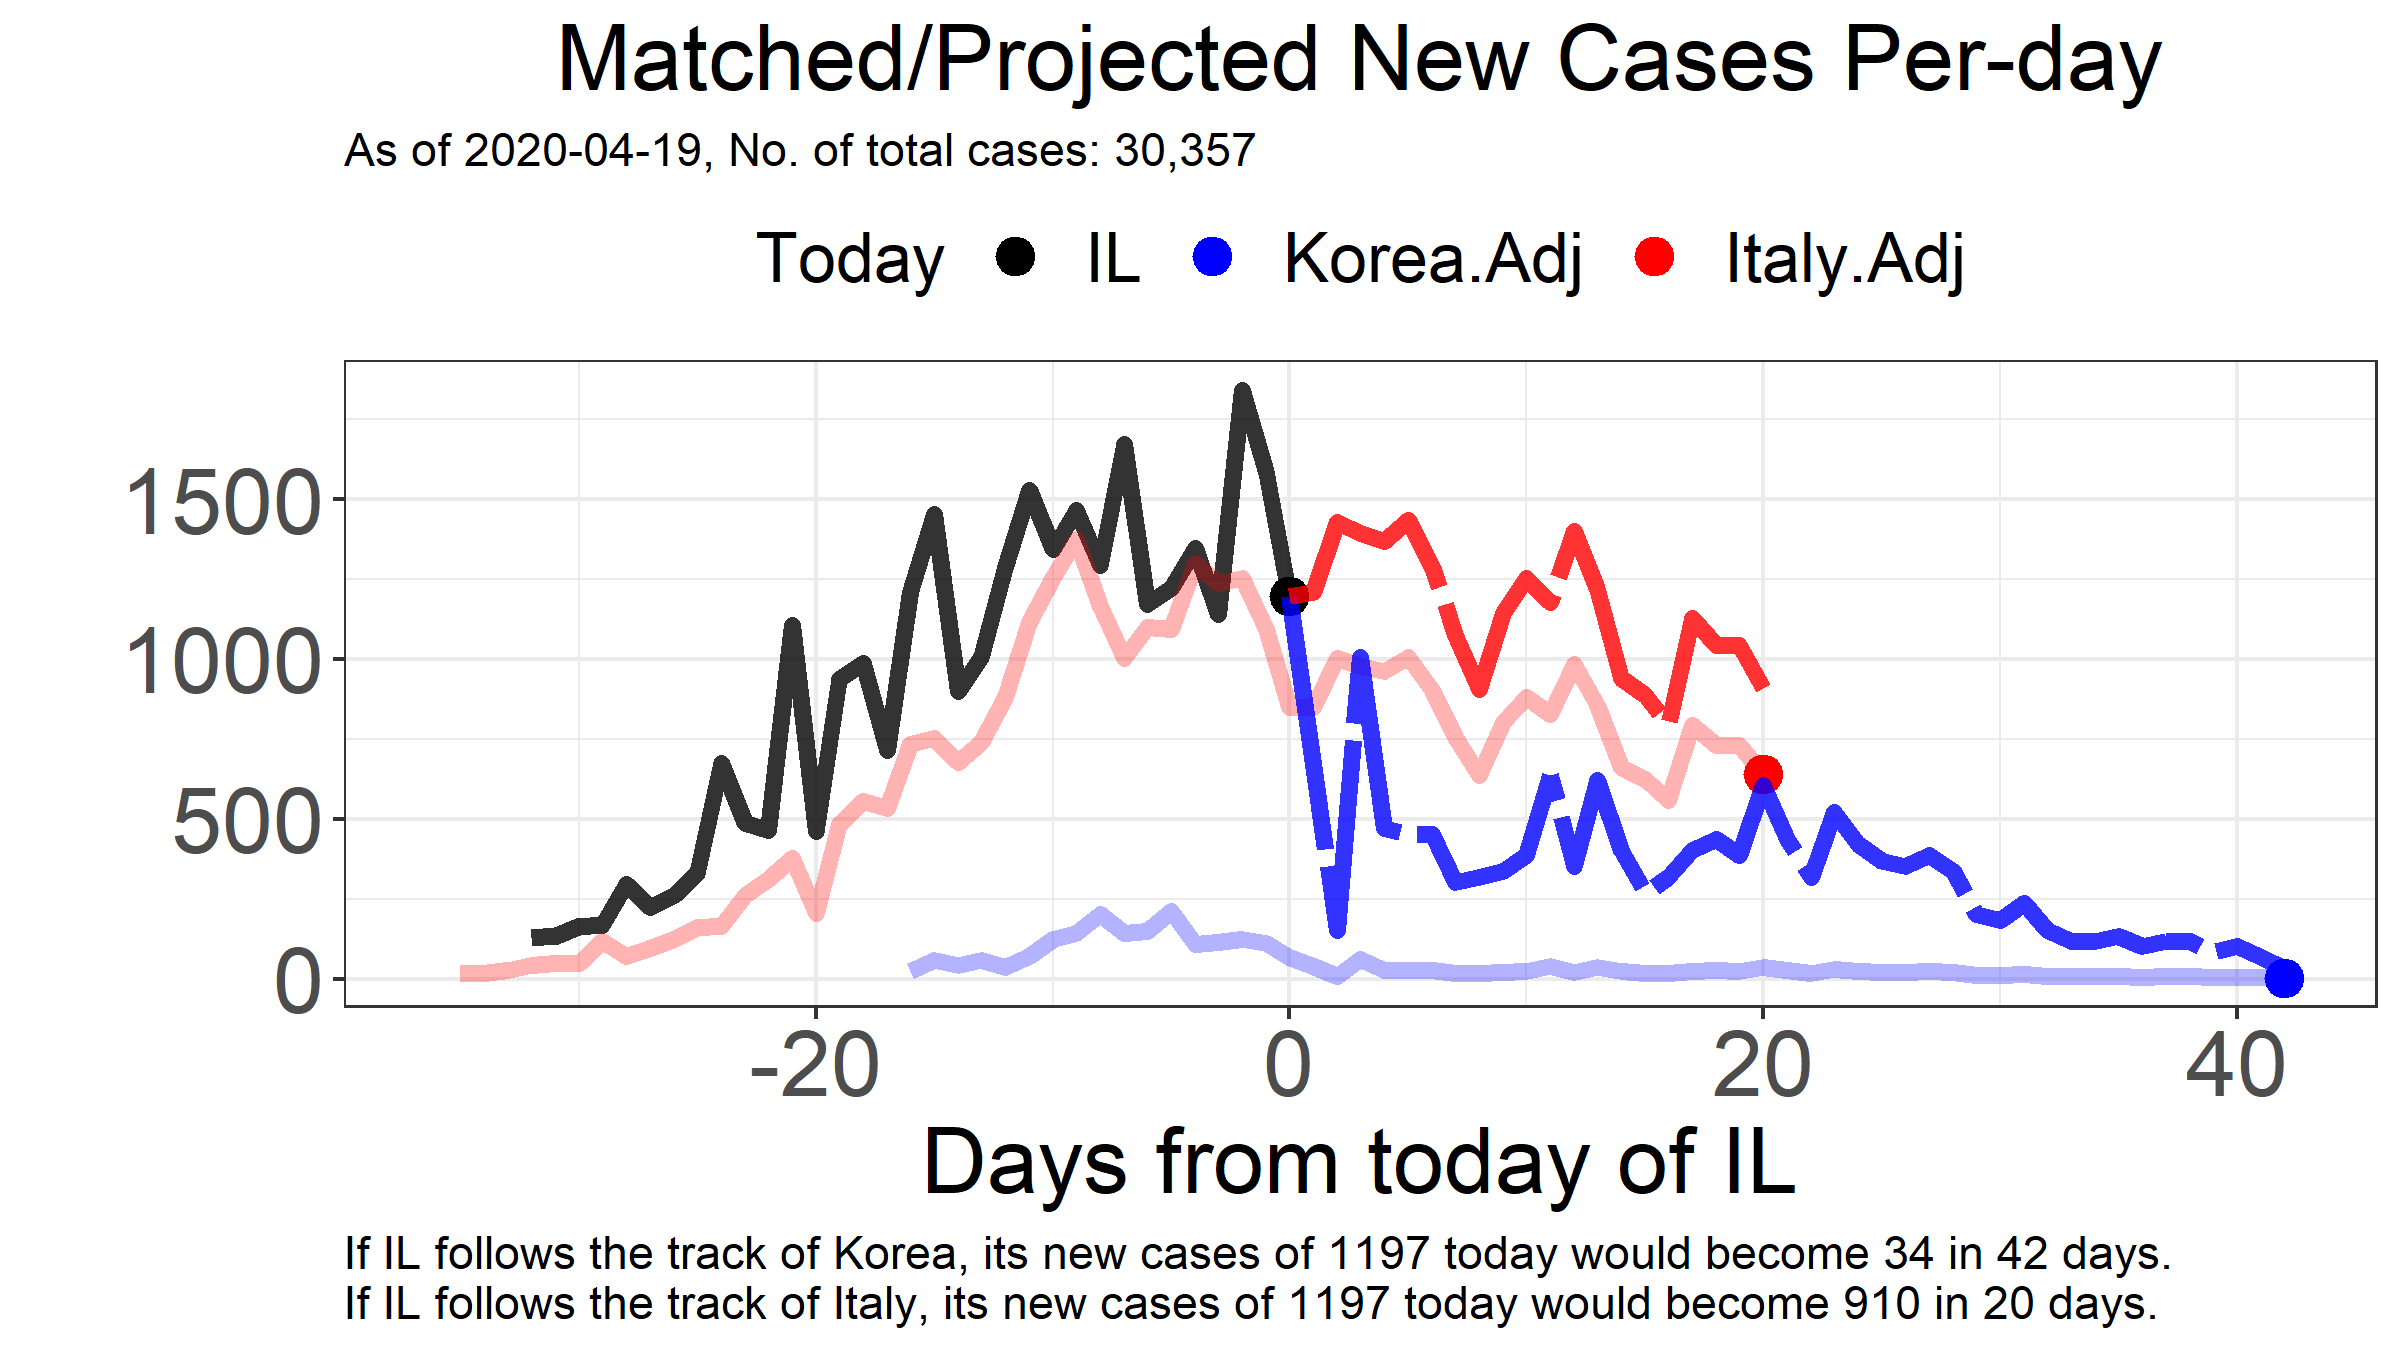 Matched/Projected New Cases Per-day
As of 2020-04-19, No. of total cases: 30,357
Today IL Korea.Adj Italy.Adj
1500
1000
500
0
-20 0 20 40
Days from today of IL
If IL follows the track of Korea, its new cases of 1197 today would become 34 in 42 days.
If IL follows the track of Italy, its new cases of 1197 today would become 910 in 20 days.